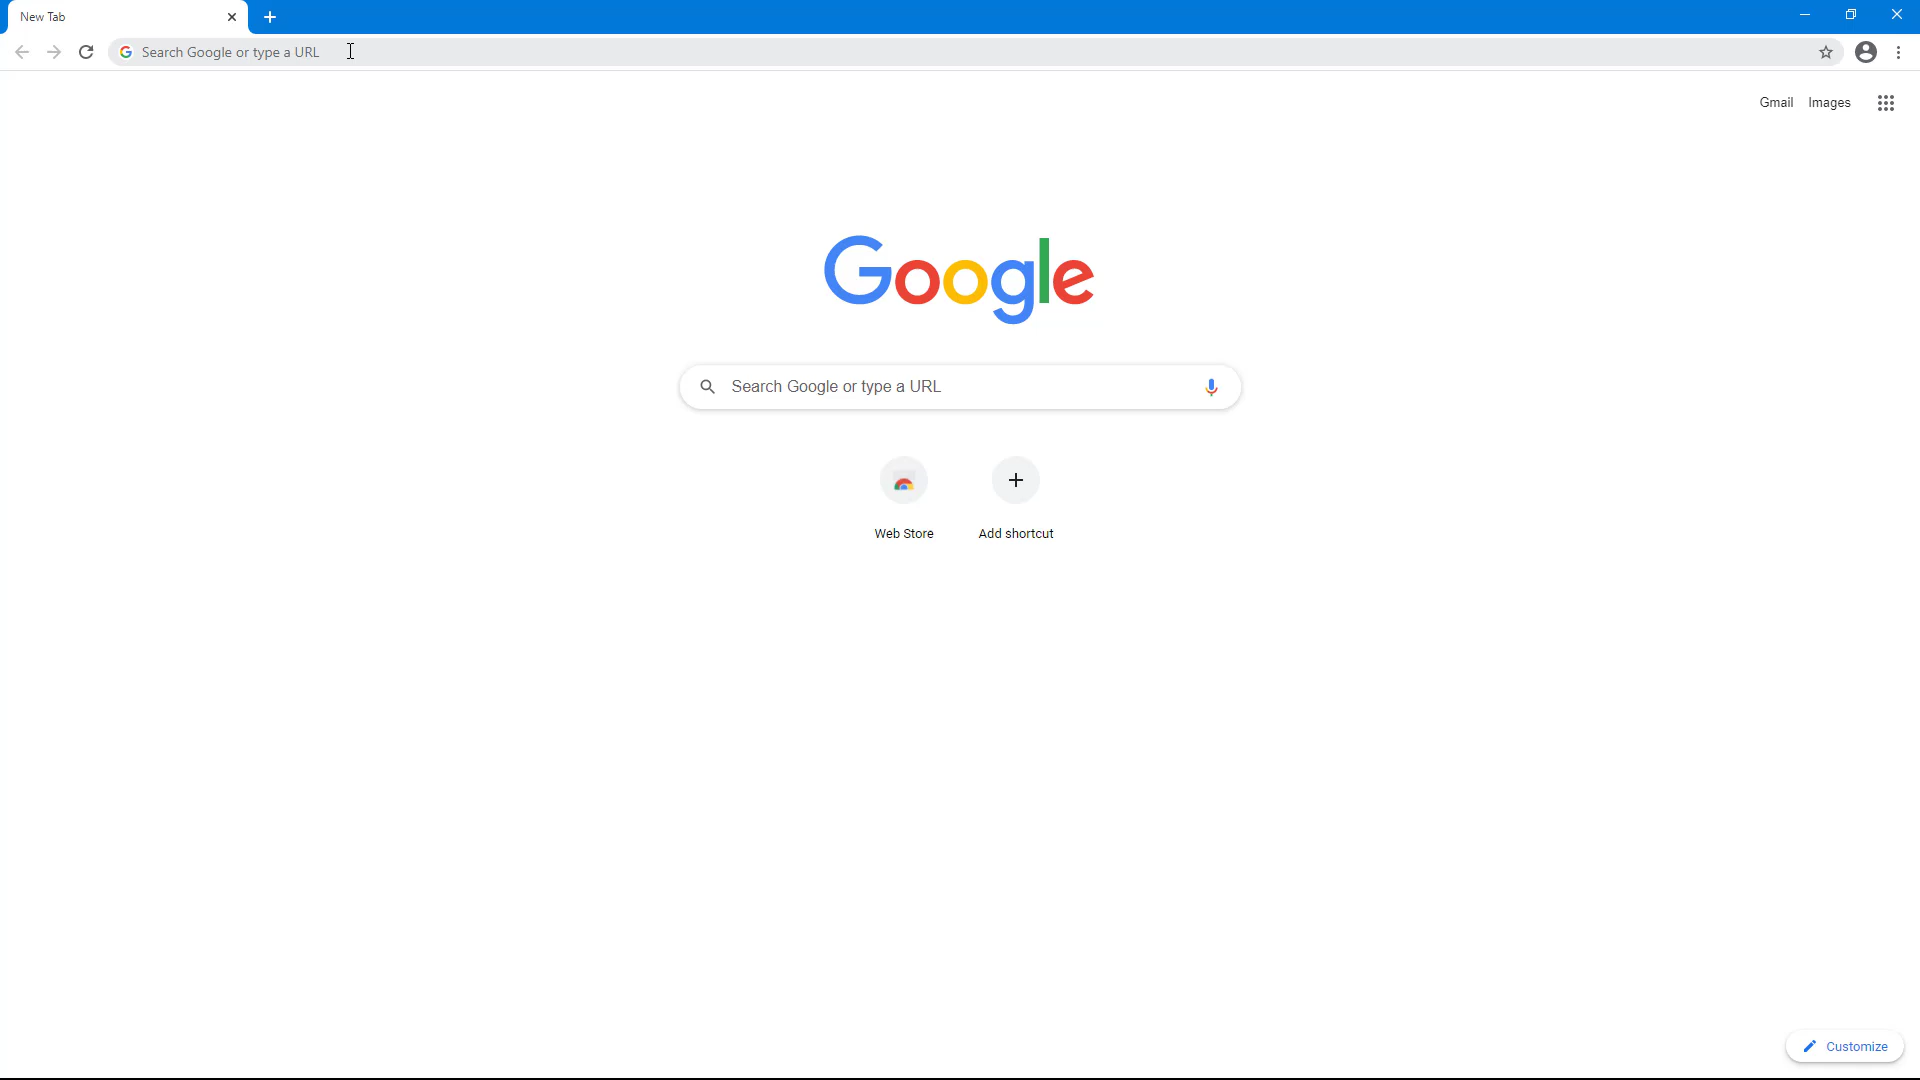 New Tab
Search Google or type a URL
Gmail Images
Google
Search Google or type a URL
Web Store Add shortcut
Customize